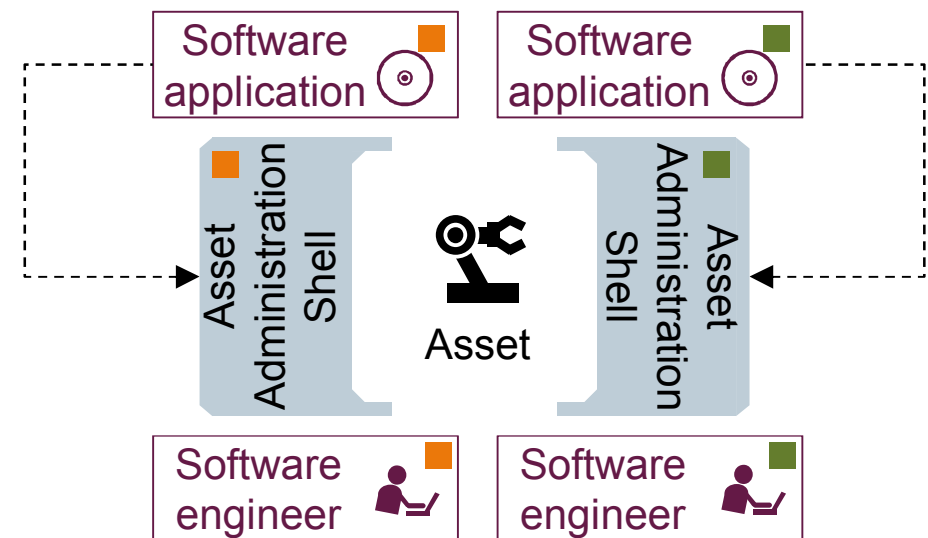 Software
application
Software
application
Asset
Administration
Shell
Asset
Asset
Administration
Shell
Software
engineer
Software
engineer